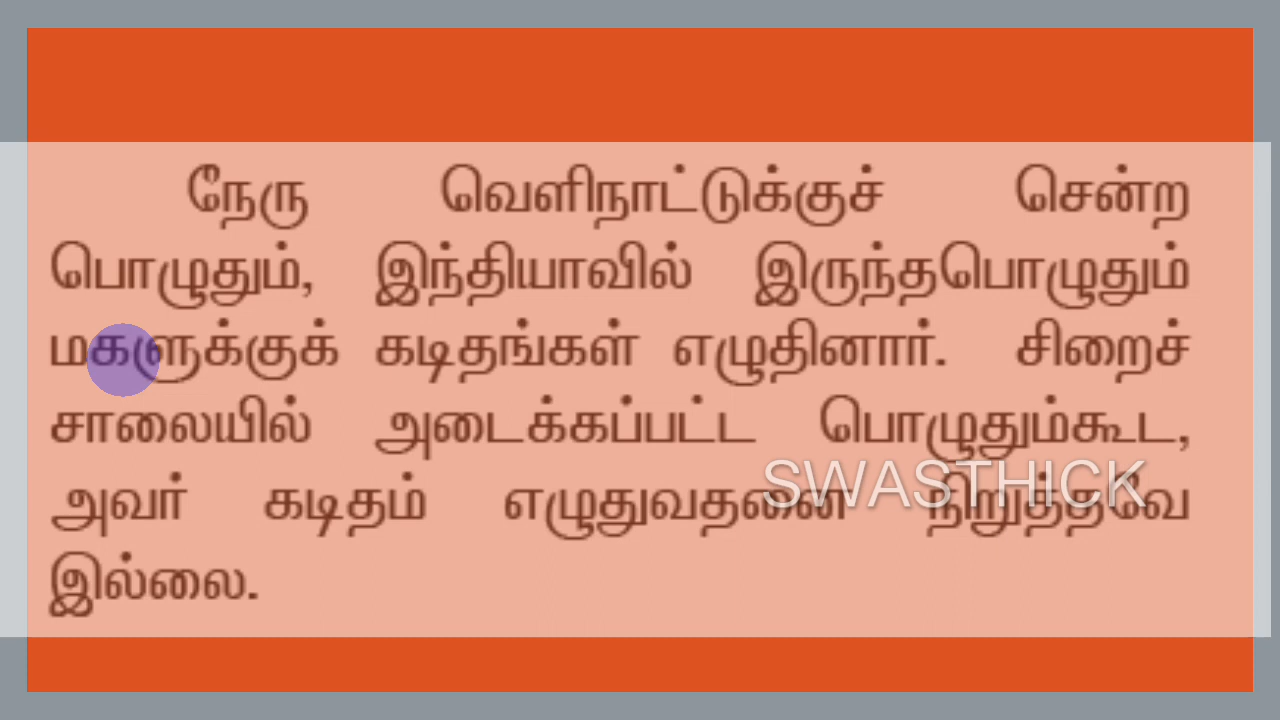 நேரு வெளிநாட்டுக்குச் சென்ற
பொழுதும், இந்தியாவில் இருந்தபொழுதும்
மகளுக்குக் கடிதங்கள் எழுதினார். சிறைச்
சாலையில் அடைக்கப்பட்ட பொழுதும்கூட,
SWASTHICK
அவர் கடிதம் எழுதுவதனை நிறுத்தவே
இல்லை.